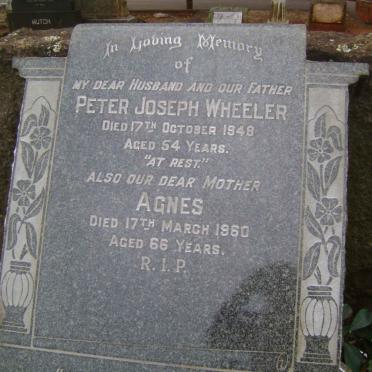 HUTCH
In Loving Memory
of
MY DEAR HUSBAND AND OUR FATHER
PETER JOSEPH WHEELER
DIED 17TH OCTOBER 1948
AGED 54 YEARS.
"AT REST."
ALSO OUR DEAR MOTHER
AGNES
DIED 17TH MARCH 1960
AGED 66 YEARS.
R.I.P.